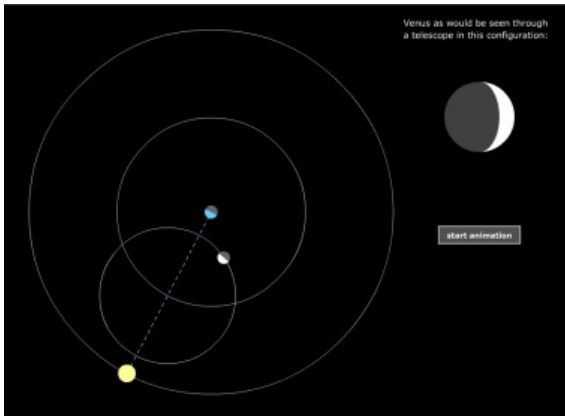 Venus as would be seen through
a telescope in this configuration:
start animation